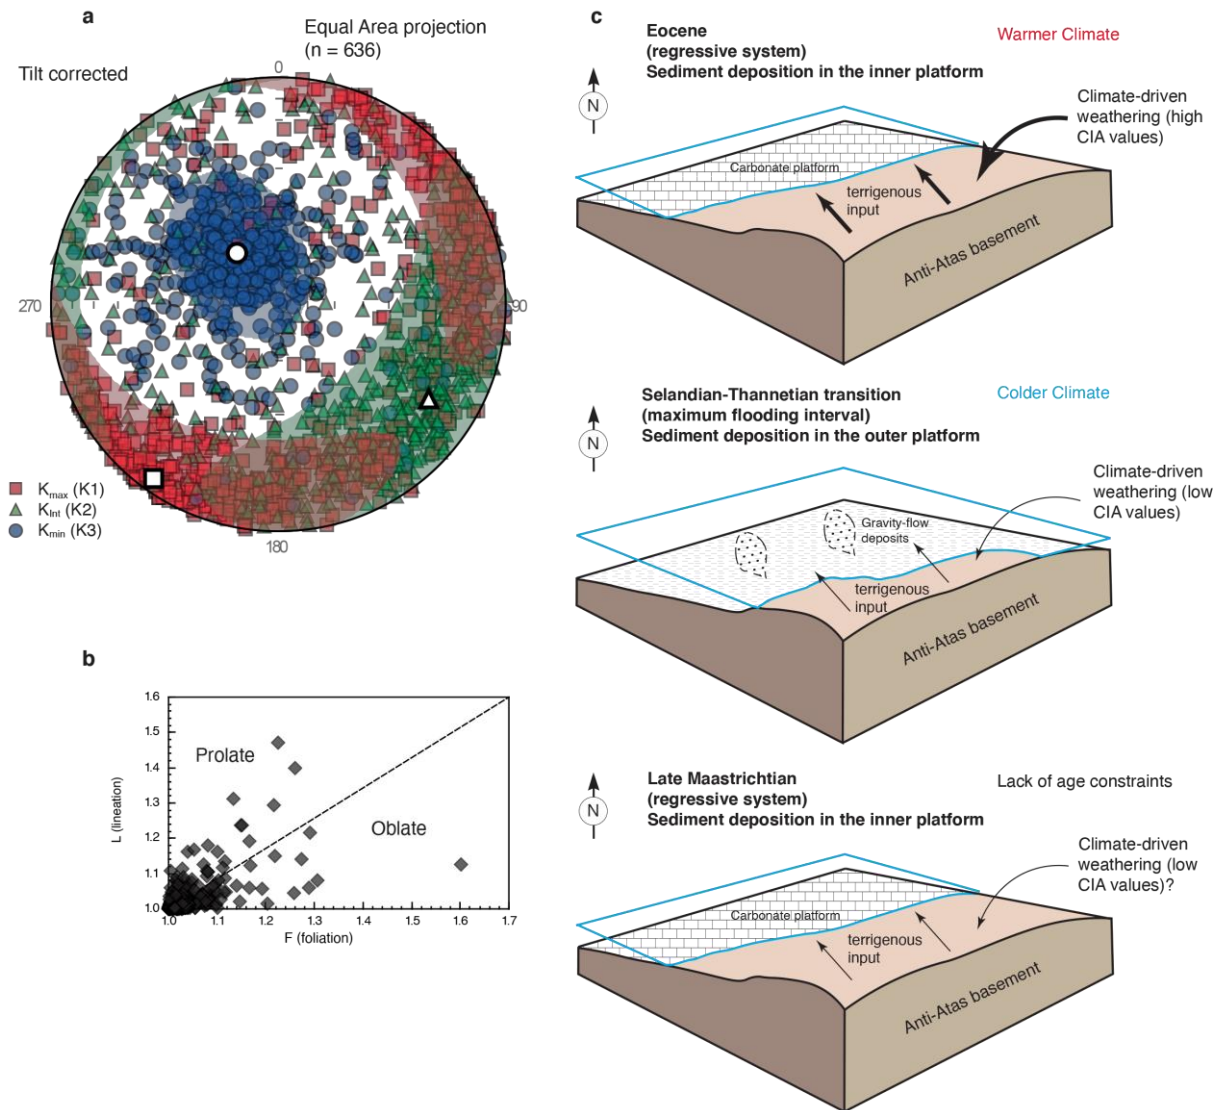 a
Equal Area projection
(n = 636)
Tilt corrected
0
270
90
180
Kmax (K1)
KInt (K2)
Kmin (K3)
b
1.6
1.5
1.4
1.3
1.2
1.1
1.0
L (lineation)
Prolate
Oblate
1.0 1.1 1.2 1.3 1.4 1.5 1.6 1.7
F (foliation)
c
Eocene
(regressive system)
Sediment deposition in the inner platform
Warmer Climate
N
Climate-driven
weathering (high
CIA values)
Carbonate platform
terrigenous
input
Anti-Atas basement
Selandian-Thannetian transition
(maximum flooding interval)
Sediment deposition in the outer platform
Colder Climate
N
Climate-driven
weathering (low
CIA values)
Gravity-flow
deposits
terrigenous
input
Anti-Atas basement
Late Maastrichtian
(regressive system)
Sediment deposition in the inner platform
Lack of age constraints
N
Climate-driven
weathering (low
CIA values)?
Carbonate platform
terrigenous
input
Anti-Atas basement